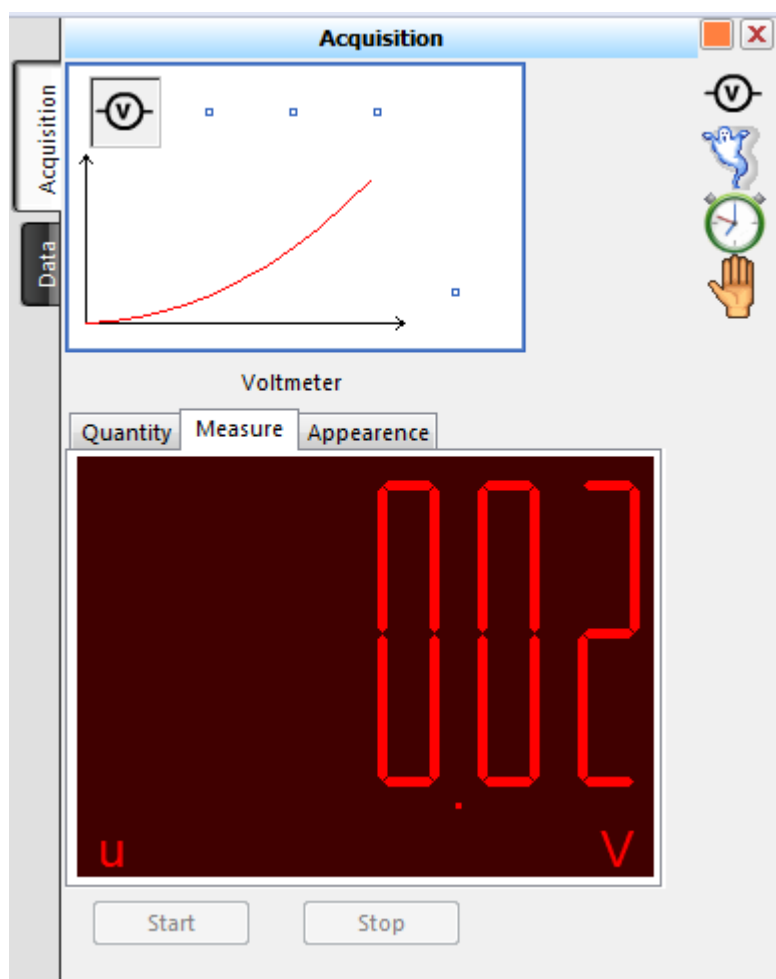 Acquisition
Acquisition
Data
V
V
Voltmeter
Quantity Measure Appearence
0.02
u V
Start Stop